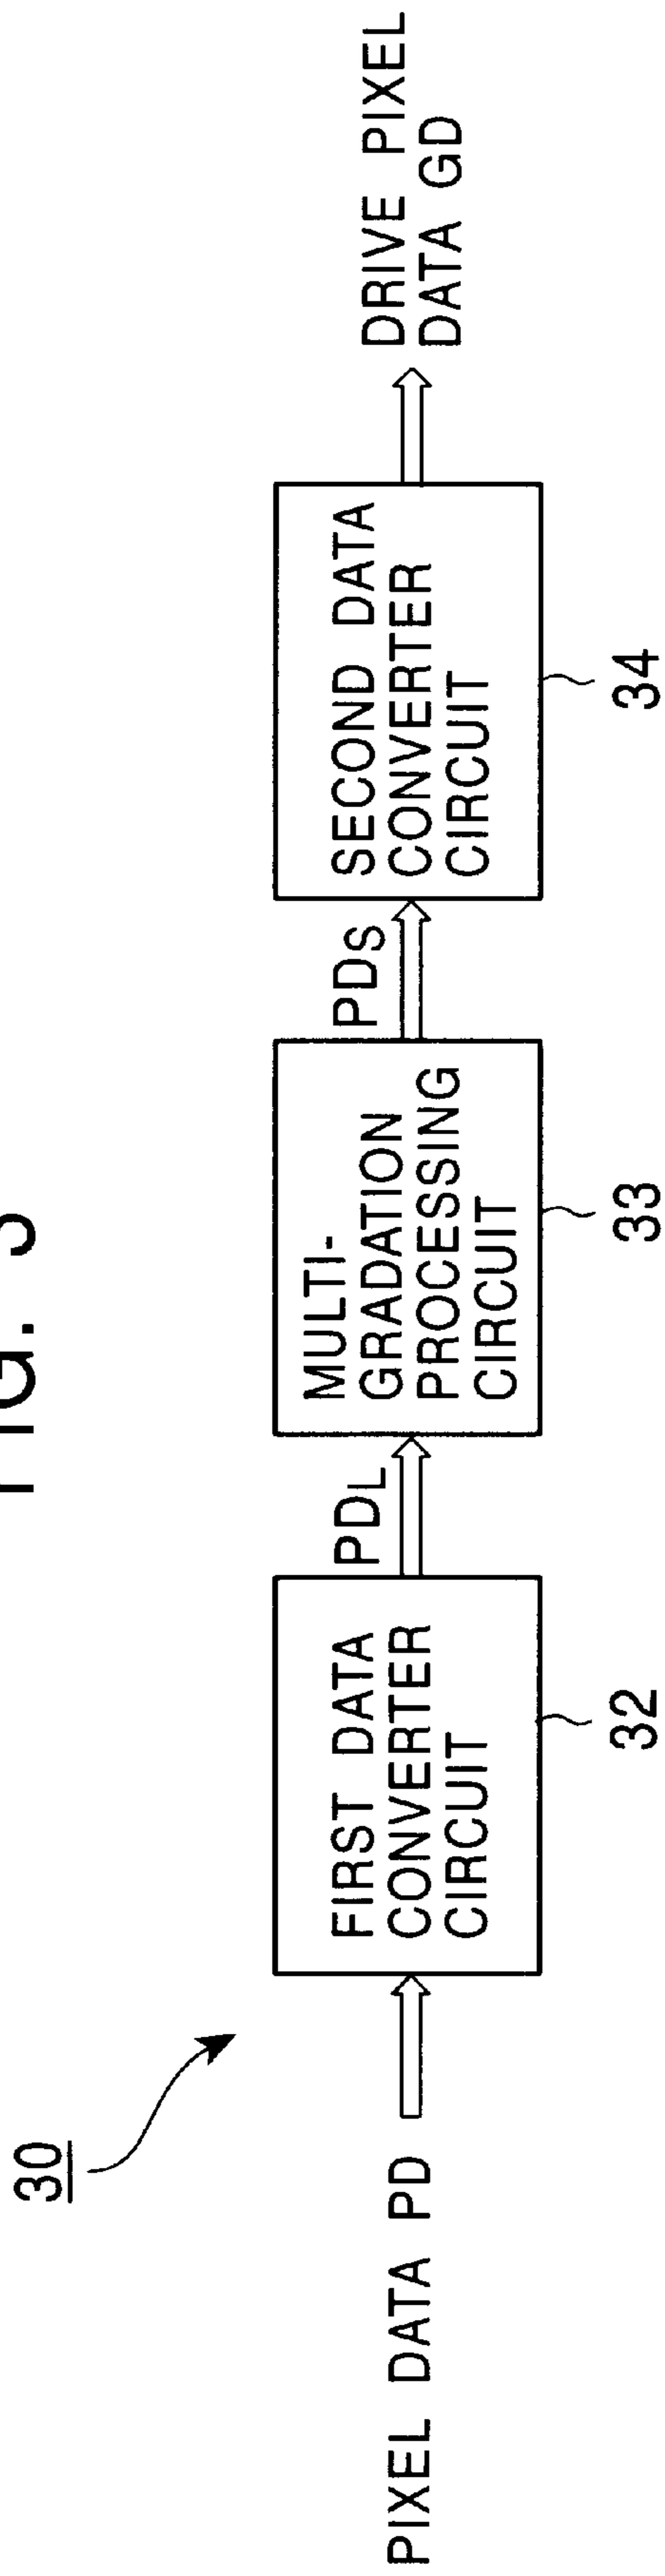 FIG.
30
PIXEL DATA PD
FIRST DATA
CONVERTER
CIRCUIT
32
PDL
MULTI-
GRADATION
PROCESSING
CIRCUIT
33
PDS
SECOND DATA
CONVERTER
CIRCUIT
34
DRIVE PIXEL
DATA GD